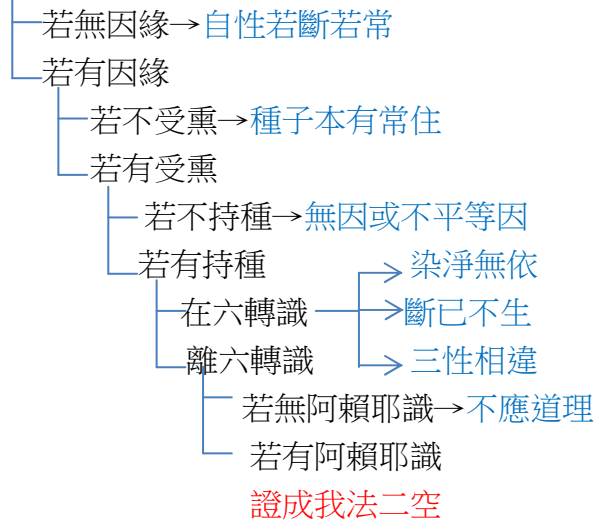 若無因緣→自性若斷若常
若有因緣
若不受熏→種子本有常住
若有受熏
若不持種→無因或不平等因
若有持種
染淨無依
在六轉識
斷已不生
離六轉識
三性相違
若無阿賴耶識→不應道理
若有阿賴耶識
證成我法二空